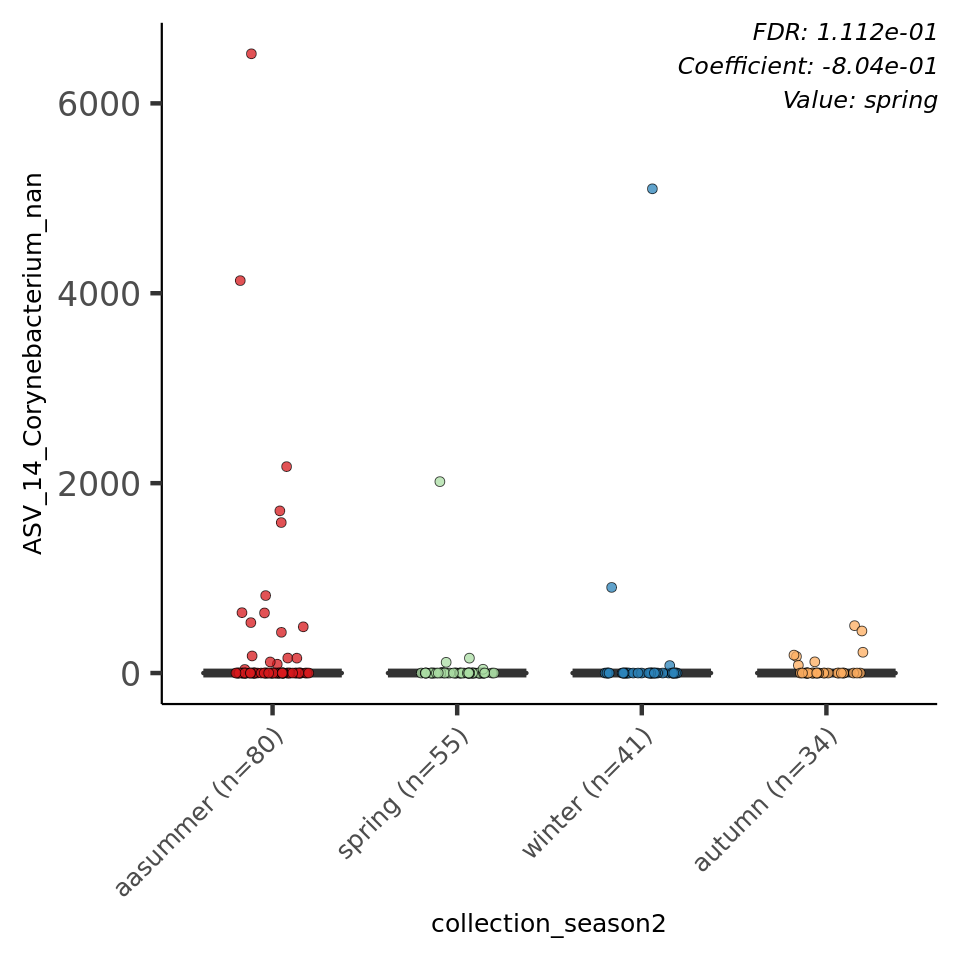 FDR: 1.112e-01
Coefficient: -8.04e-01
Value: spring
ASV_14_Corynebacterium_nan
6000
4000
2000
0
aasummer (n=80)
spring (n=55)
winter (n=41)
autumn (n=34)
collection_season2